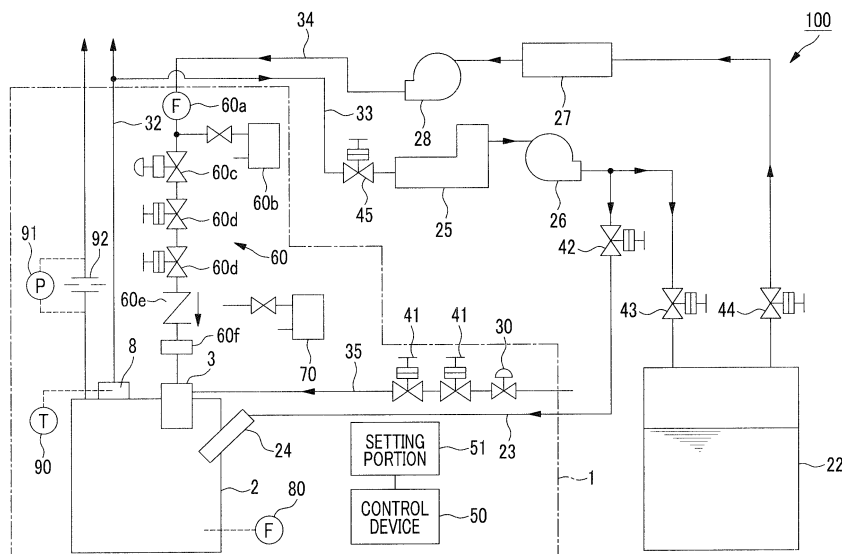 34
100
F
60a
32
33
28
27
60c
60b
45
25
26
60d
91
92
60
42
P
60d
60e
43
44
60f
70
41
41
30
8
3
35
T
90
24
23
SETTING
PORTION
51
1
22
2
80
F
CONTROL
DEVICE
50